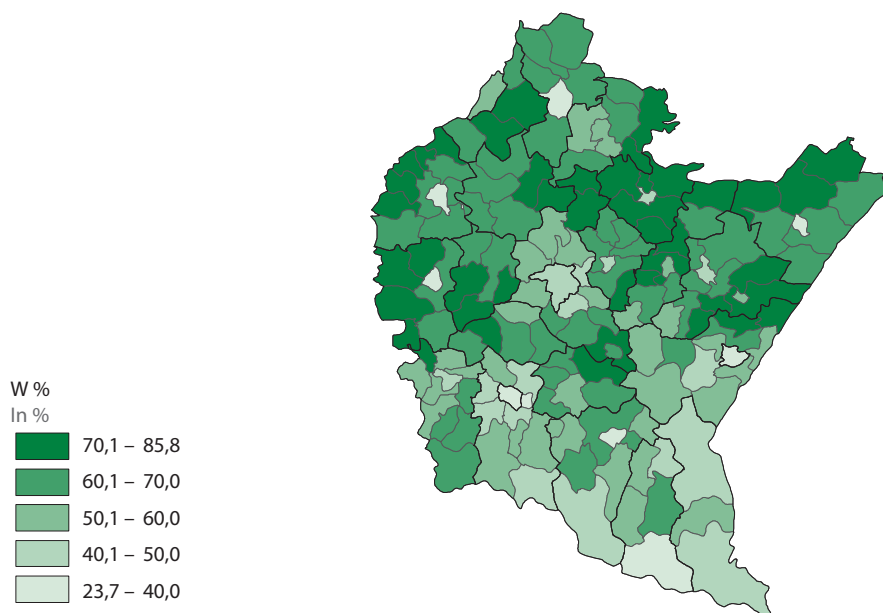 W %
In %
70,1 – 85,8
60,1 – 70,0
50,1 – 60,0
40,1 – 50,0
23,7 – 40,0